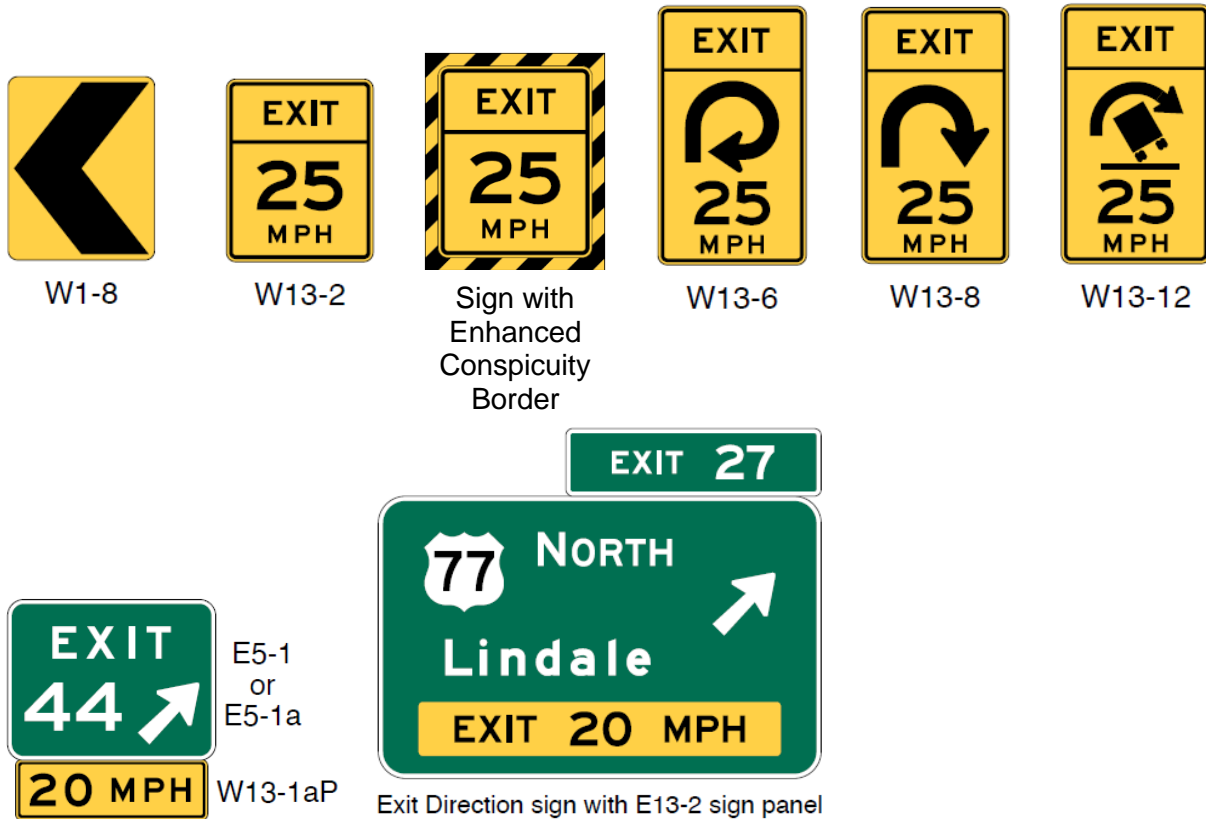 W1-8
EXIT
25
MPH
W13-2
EXIT
25
MPH
Sign with
Enhanced
Conspicuity
Border
EXIT
25
MPH
W13-6
EXIT
25
MPH
W13-8
EXIT
25
MPH
W13-12
EXIT
44
E5-1
or
E5-1a
20 MPH
W13-1aP
EXIT 27
77
NORTH
Lindale
EXIT 20 MPH
Exit Direction sign with E13-2 sign panel